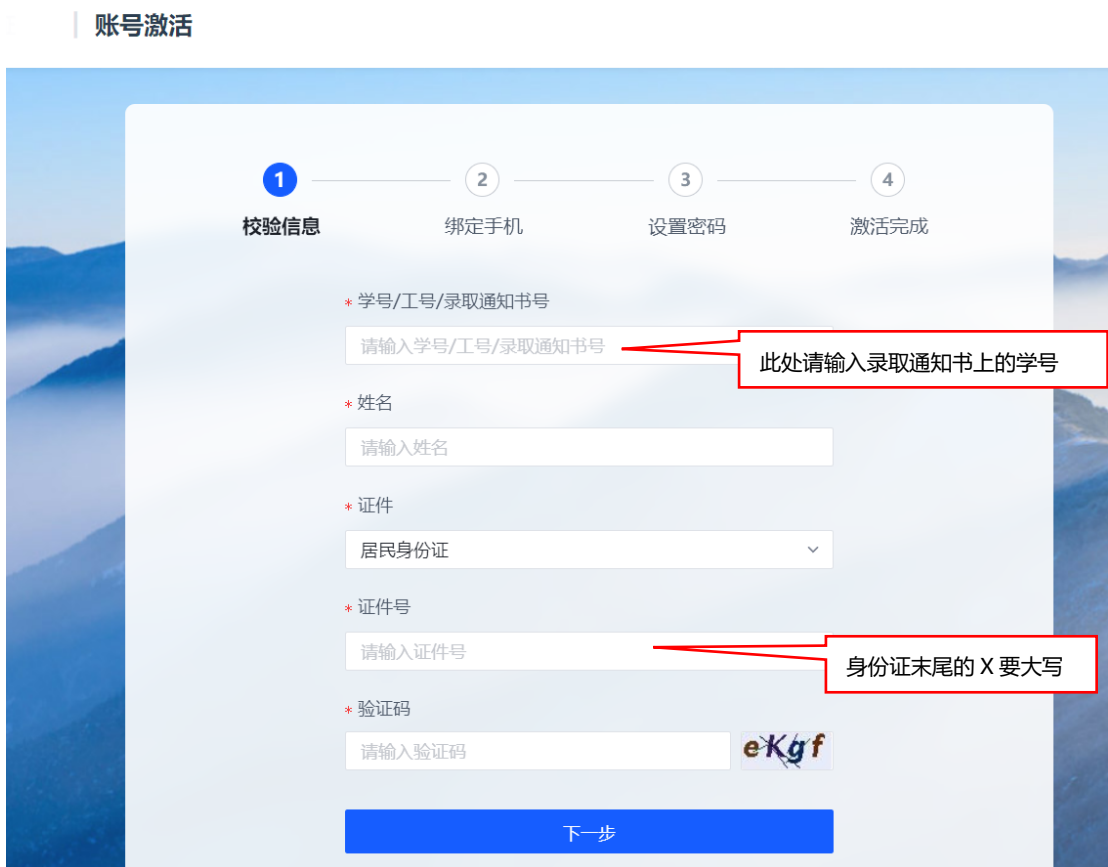 账号激活
1
2
3
4
校验信息
绑定手机
设置密码
激活完成
* 学号/工号/录取通知书号
请输入学号/工号/录取通知书号
此处请输入录取通知书上的学号
* 姓名
请输入姓名
* 证件
居民身份证
* 证件号
请输入证件号
身份证末尾的 X 要大写
* 验证码
请输入验证码
eKgf
下一步